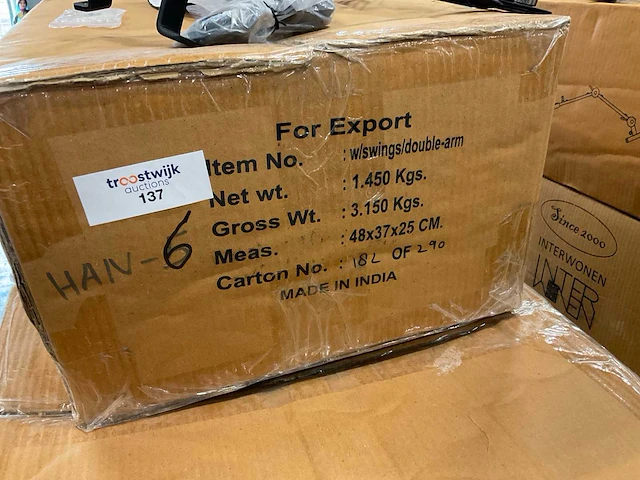 For Export
Item No. : w/swings/double-arm
Net wt. : 1.450 Kgs.
Gross Wt. : 3.150 Kgs.
Meas. : 48x37x25 CM.
Carton No. : 182 OF 290
MADE IN INDIA
troostwijk
auctions
137
HAN-6
Since 2000
INTERWONEN
INTER